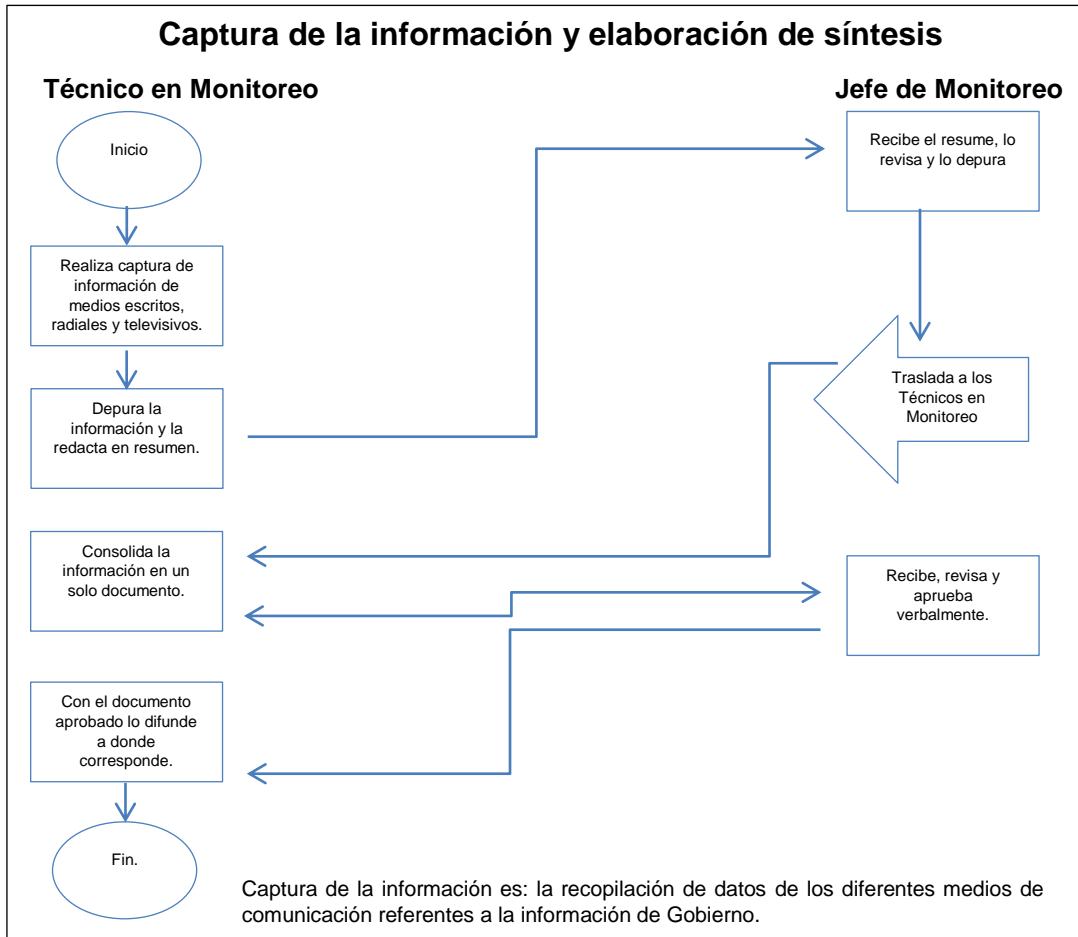 Captura de la información y elaboración de síntesis
Técnico en Monitoreo
Jefe de Monitoreo
Inicio
Recibe el resume, lo
revisa y lo depura
Realiza captura de
información de
medios escritos,
radiales y televisivos.
Traslada a los
Técnicos en
Monitoreo
Depura la
información y la
redacta en resumen.
Consolida la
información en un
solo documento.
Recibe, revisa y
aprueba
verbalmente.
Con el documento
aprobado lo difunde
a donde
corresponde.
Fin.
Captura de la información es: la recopilación de datos de los diferentes medios de
comunicación referentes a la información de Gobierno.